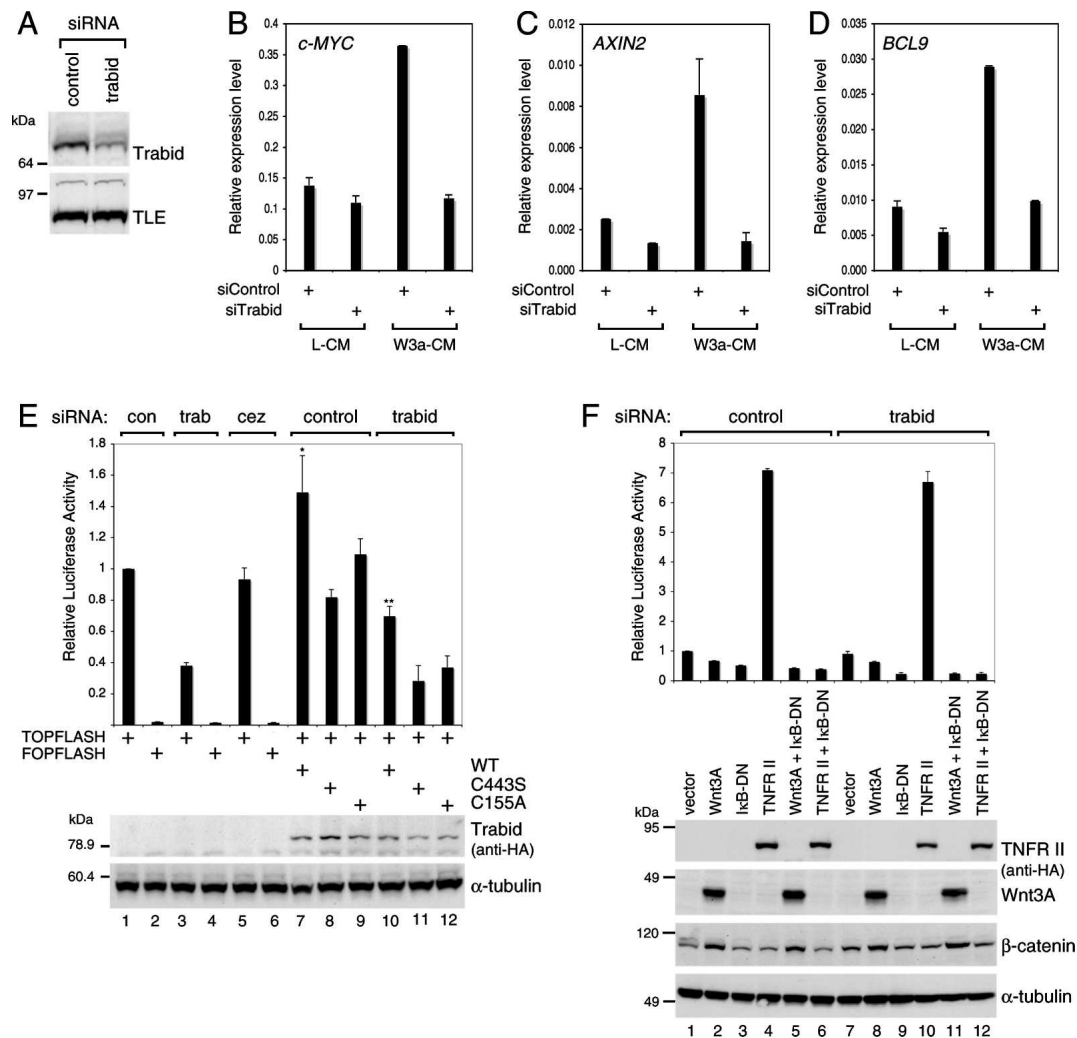 A
siRNA
control
trabid
kDa
Trabid
64
97
TLE
B
c-MYC
Relative expression level
0.4
0.35
0.3
0.25
0.2
0.15
0.1
0.05
0
siControl + +
siTrabid + +
L-CM W3a-CM
C
AXIN2
Relative expression level
0.012
0.010
0.008
0.006
0.004
0.002
0.000
siControl + +
siTrabid + +
L-CM W3a-CM
D
BCL9
Relative expression level
0.035
0.030
0.025
0.020
0.015
0.010
0.005
0.000
siControl + +
siTrabid + +
L-CM W3a-CM
E
siRNA: con trab cez control trabid
Relative Luciferase Activity
1.8
1.6
1.4
1.2
1
0.8
0.6
0.4
0.2
* **
TOPFLASH + + + + + + + + +
FOPFLASH + + +
+ + WT
+ + C443S
+ + C155A
kDa
78.9
Trabid
(anti-HA)
60.4
α-tubulin
1 2 3 4 5 6 7 8 9 10 11 12
F
siRNA: control trabid
Relative Luciferase Activity
8
7
6
5
4
3
2
1
0
vector
Wnt3A
IκB-DN
TNFR II
Wnt3A + IκB-DN
TNFR II + IκB-DN
vector
Wnt3A
IκB-DN
TNFR II
Wnt3A + IκB-DN
TNFR II + IκB-DN
kDa
95
TNFR II
(anti-HA)
49
Wnt3A
120
β-catenin
α-tubulin
49
1 2 3 4 5 6 7 8 9 10 11 12